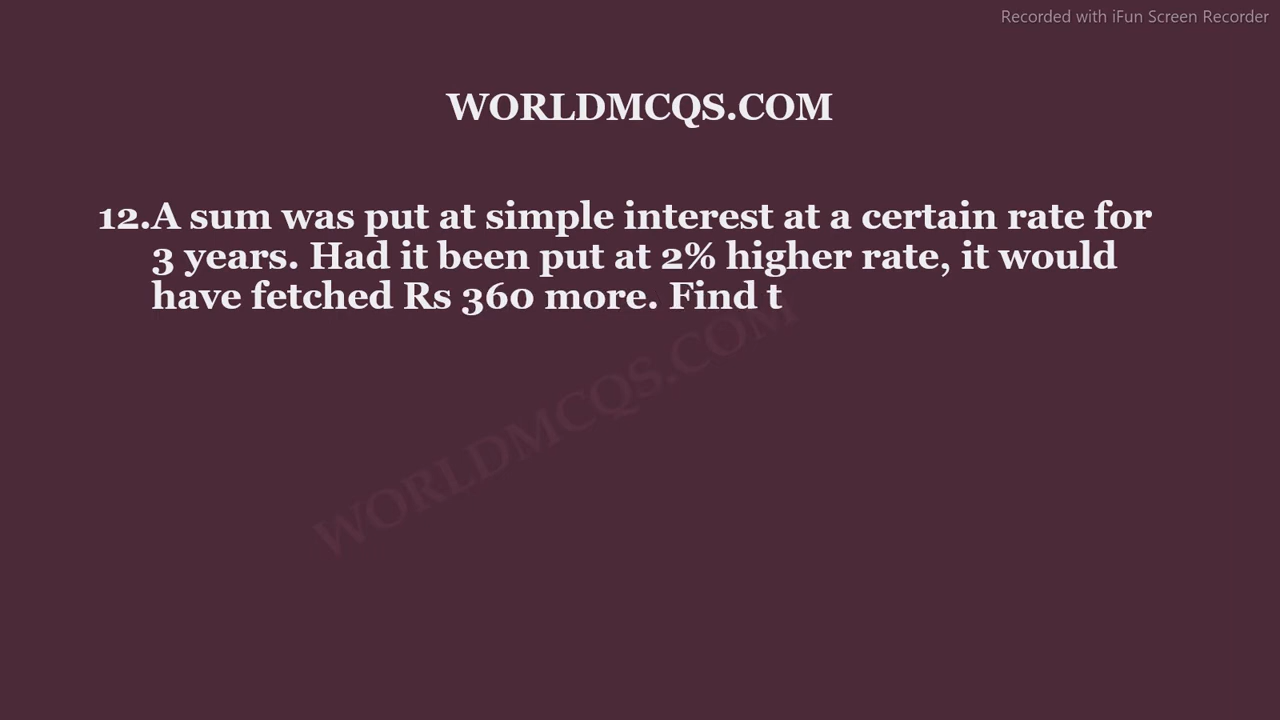 Recorded with iFun Screen Recorder
WORLDMCQS.COM
12.A sum was put at simple interest at a certain rate for
3 years. Had it been put at 2% higher rate, it would
have fetched Rs 360 more. Find t
WORLDMCQS.COM